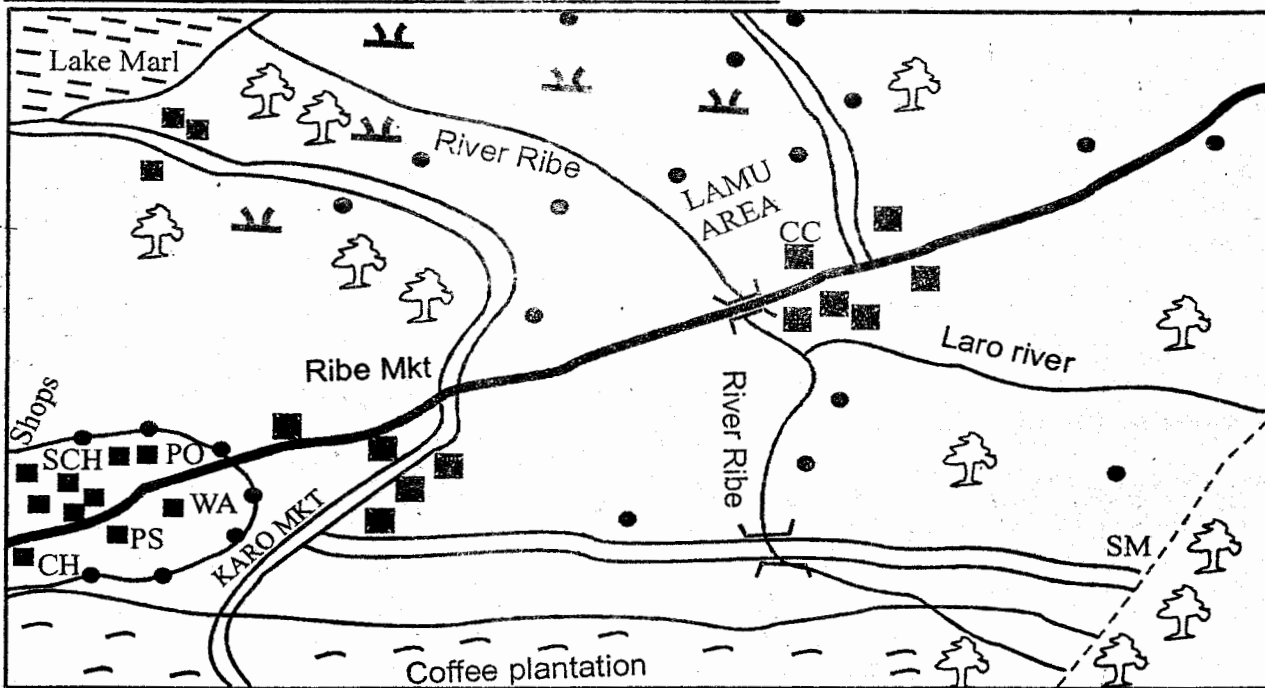 Lake Marl
River Ribe
LAMU
AREA
CC
Laro river
Ribe Mkt
Shops
SCH
PO
WA
PS
CH
KARO MKT
River Ribe
SM
Coffee plantation